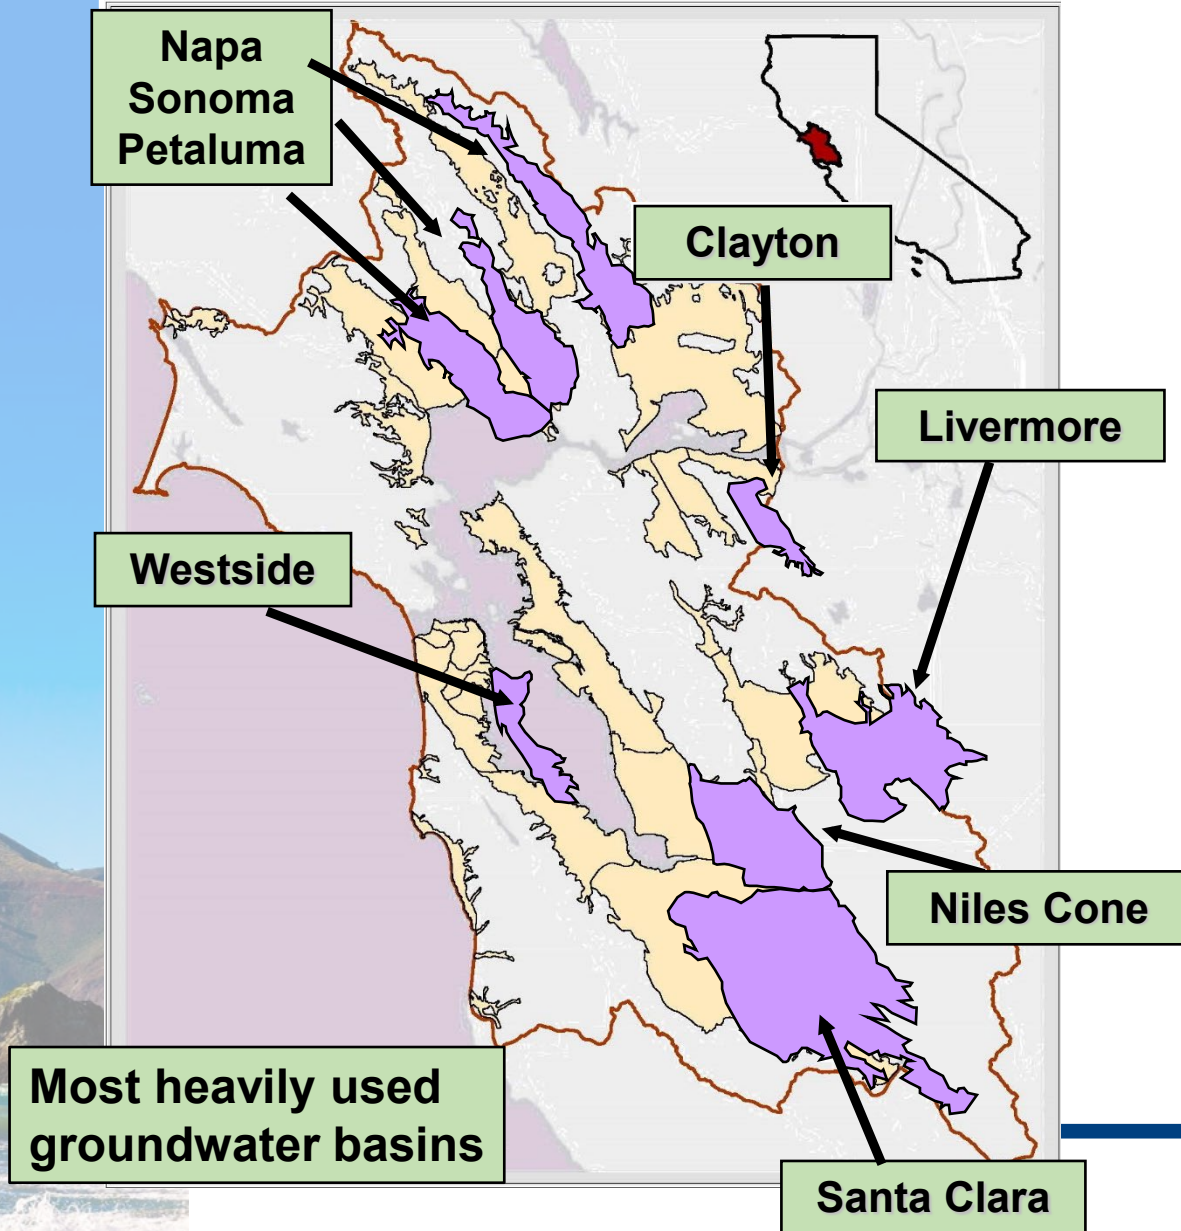 Napa
Sonoma
Petaluma
Clayton
Livermore
Westside
Niles Cone
Most heavily used
groundwater basins
Santa Clara